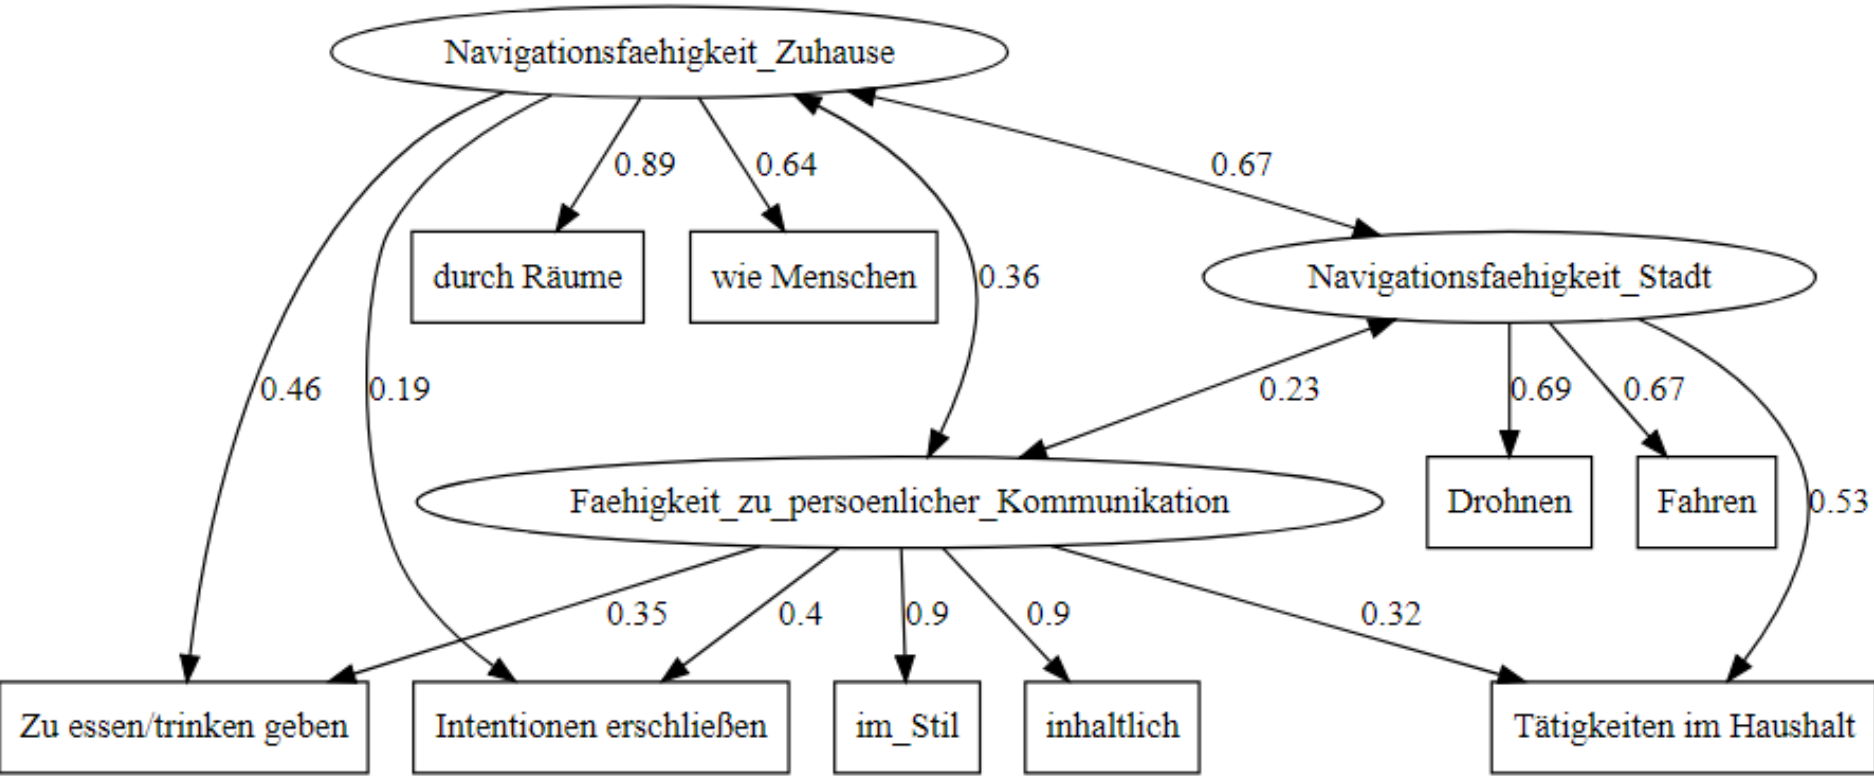 Navigationsfaehigkeit_Zuhause
0.89
0.64
0.67
durch Räume
wie Menschen
0.36
Navigationsfaehigkeit_Stadt
0.46
0.19
0.23
0.69
0.67
Faehigkeit_zu_persoenlicher_Kommunikation
Drohnen
Fahren
0.53
0.35
0.4
0.9
0.9
0.32
Zu essen/trinken geben
Intentionen erschließen
im_Stil
inhaltlich
Tätigkeiten im Haushalt